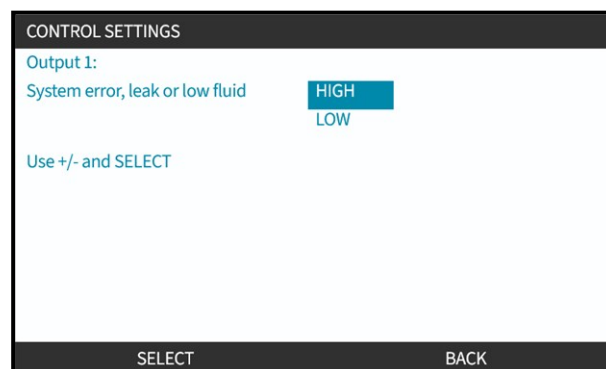 CONTROL SETTINGS
Output 1:
System error, leak or low fluid HIGH
LOW
Use +/- and SELECT
SELECT BACK